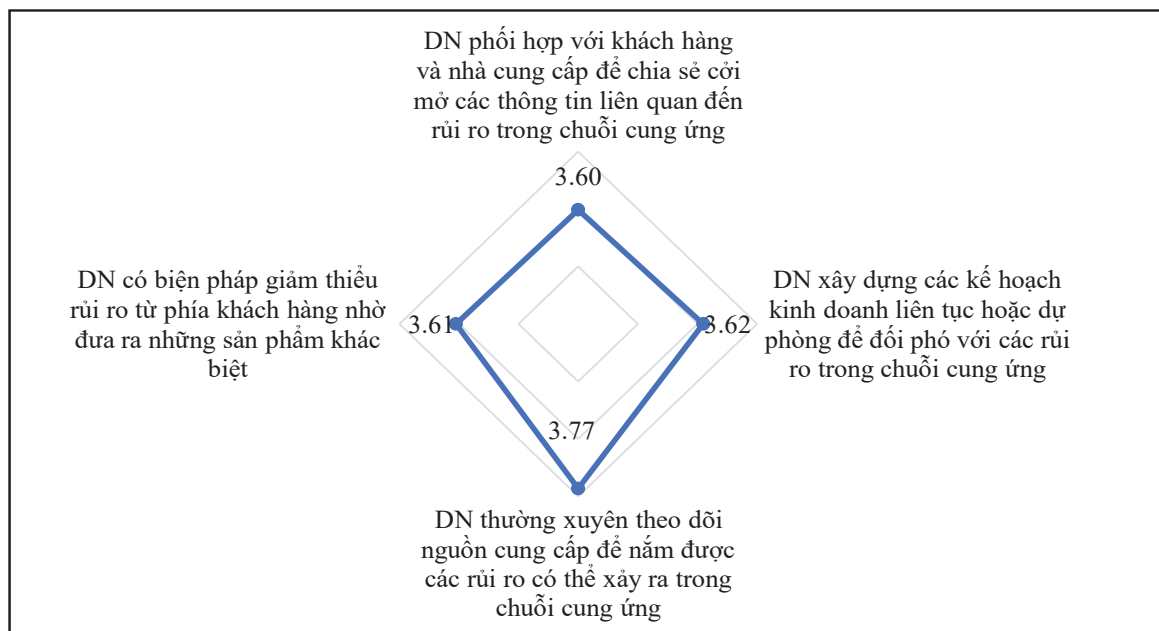 DN phối hợp với khách hàng
và nhà cung cấp để chia sẻ cởi
mở các thông tin liên quan đến
rủi ro trong chuỗi cung ứng
3.60
DN có biện pháp giảm thiểu
rủi ro từ phía khách hàng nhờ
đưa ra những sản phẩm khác
biệt
3.61
3.62
DN xây dựng các kế hoạch
kinh doanh liên tục hoặc dự
phòng để đối phó với các rủi
ro trong chuỗi cung ứng
3.77
DN thường xuyên theo dõi
nguồn cung cấp để nắm được
các rủi ro có thể xảy ra trong
chuỗi cung ứng